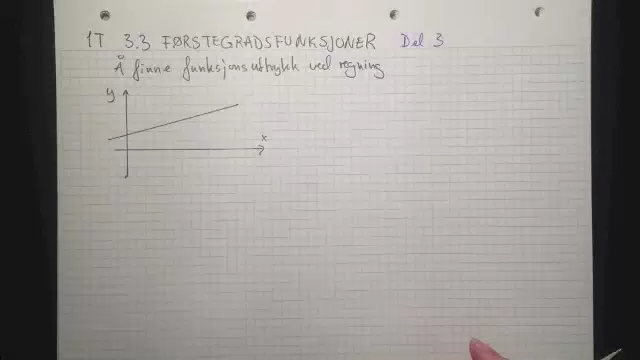 1T 3.3 FØRSTEGRADSFUNKSJONER Del 3
Å finne funksjonsuttrykk ved regning
y
x